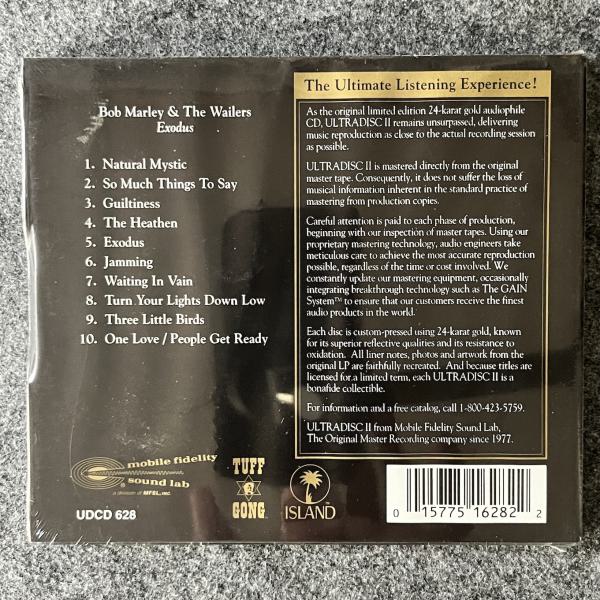 Bob Marley & The Wailers
Exodus
1. Natural Mystic
2. So Much Things To Say
3. Guiltiness
4. The Heathen
5. Exodus
6. Jamming
7. Waiting In Vain
8. Turn Your Lights Down Low
9. Three Little Birds
10. One Love / People Get Ready
The Ultimate Listening Experience!
As the original limited edition 24-karat gold audiophile
CD, ULTRADISC II remains unsurpassed, delivering
music reproduction as close to the actual recording session
as possible.
ULTRADISC II is mastered directly from the original
master tape. Consequently, it does not suffer the loss of
musical information inherent in the standard practice of
mastering from production copies.
Careful attention is paid to each phase of production,
beginning with our inspection of master tapes. Using our
proprietary mastering technology, audio engineers take
meticulous care to achieve the most accurate reproduction
possible, regardless of the time or cost involved. We
constantly update our mastering equipment, occasionally
integrating breakthrough technology such as The GAIN
System™ to ensure that our customers receive the finest
audio products in the world.
Each disc is custom-pressed using 24-karat gold, known
for its superior reflective qualities and its resistance to
oxidation. All liner notes, photos and artwork from the
original LP are faithfully recreated. And because titles are
licensed for a limited term, each ULTRADISC II is a
bonafide collectible.
For information and a free catalog, call 1-800-423-5759.
ULTRADISC II from Mobile Fidelity Sound Lab,
The Original Master Recording company since 1977.
mobile fidelity
sound lab
a division of MFSL, INC.
UDCD 628
TUFF
GONG
ISLAND
0 15775 16282 2